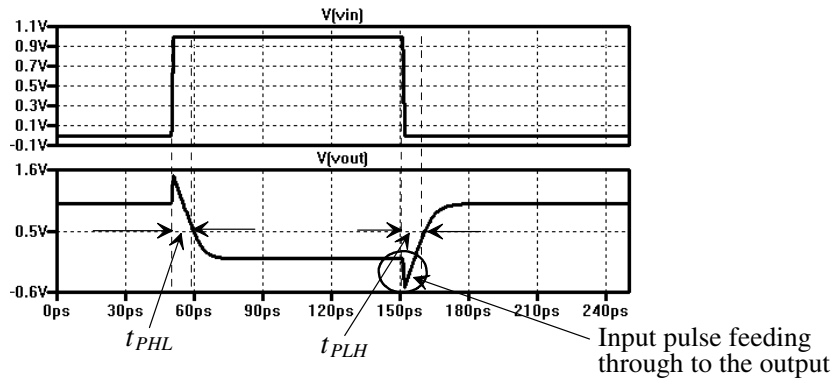 V(vin)
1.1V
0.9V
0.7V
0.5V
0.3V
0.1V
-0.1V
V(vout)
1.6V
0.5V
-0.6V
0ps 30ps 60ps 90ps 120ps 150ps 180ps 210ps 240ps
tPHL
tPLH
Input pulse feeding
through to the output